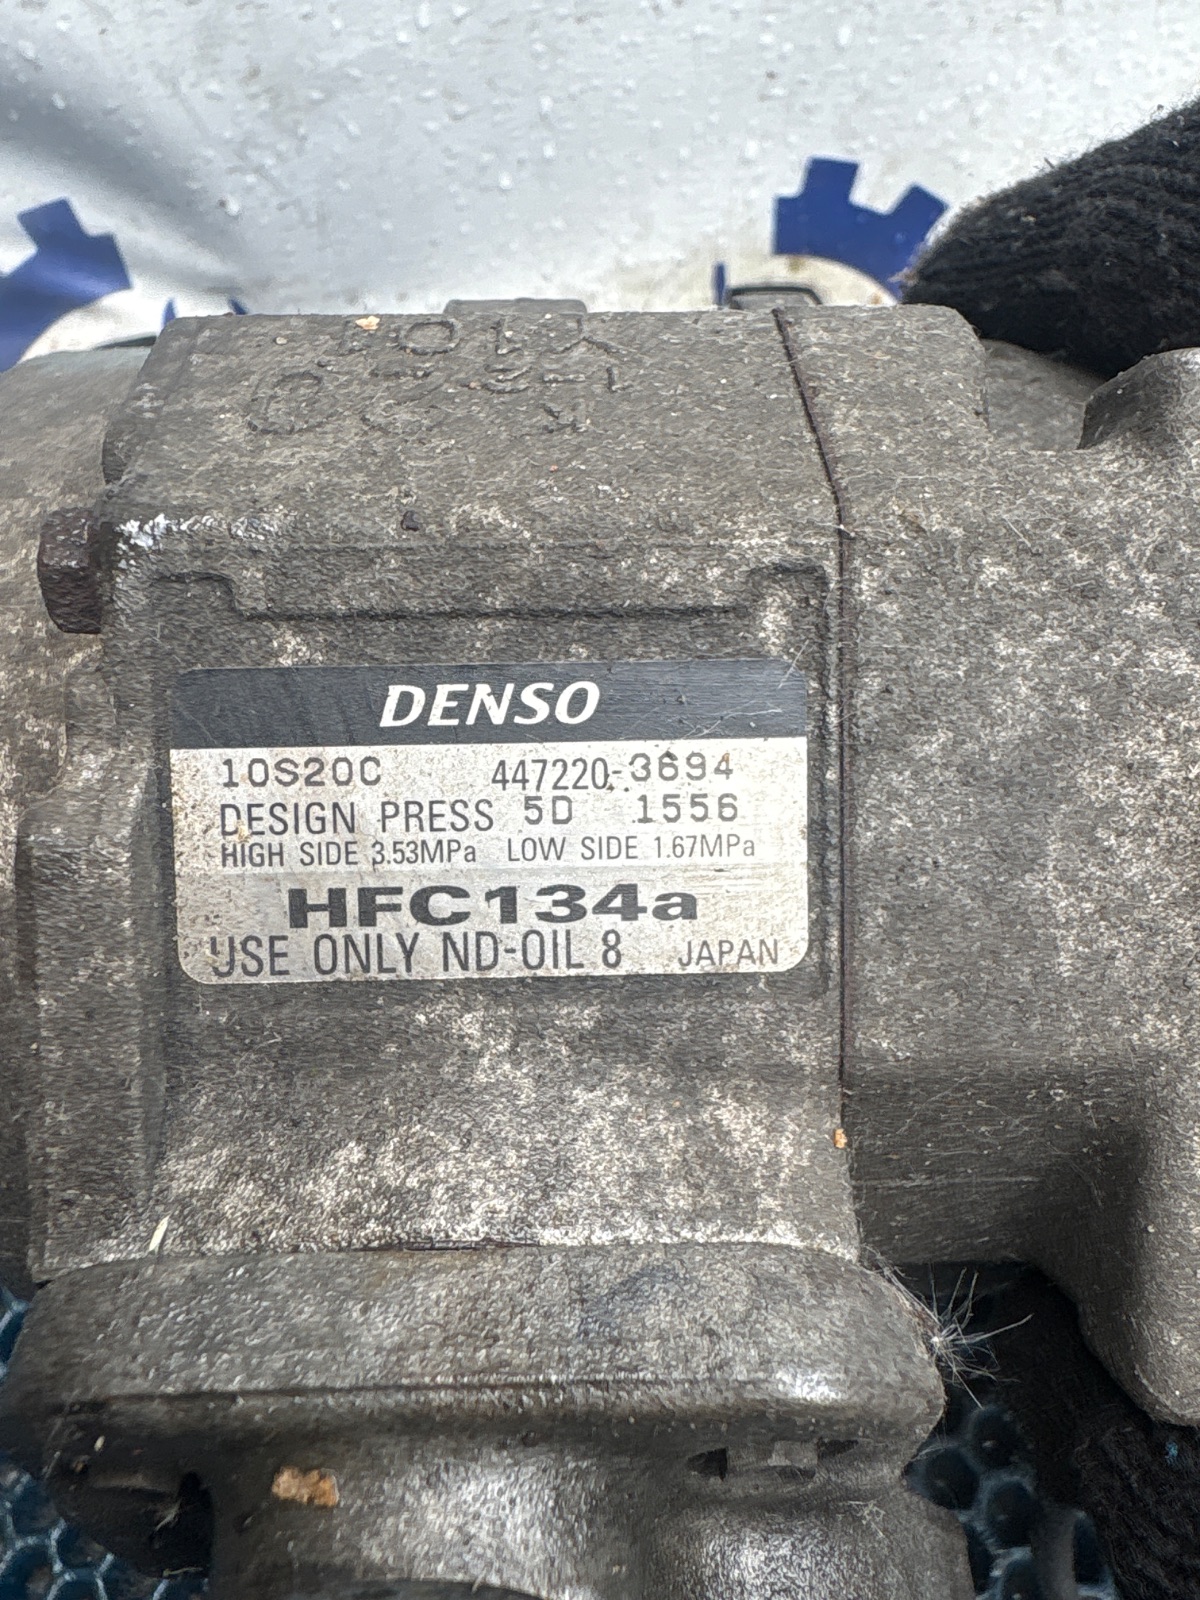 DENSO
10S20C 447220-3694
DESIGN PRESS 5D 1556
HIGH SIDE 3.53MPa LOW SIDE 1.67MPa
HFC134a
USE ONLY ND-OIL 8 JAPAN